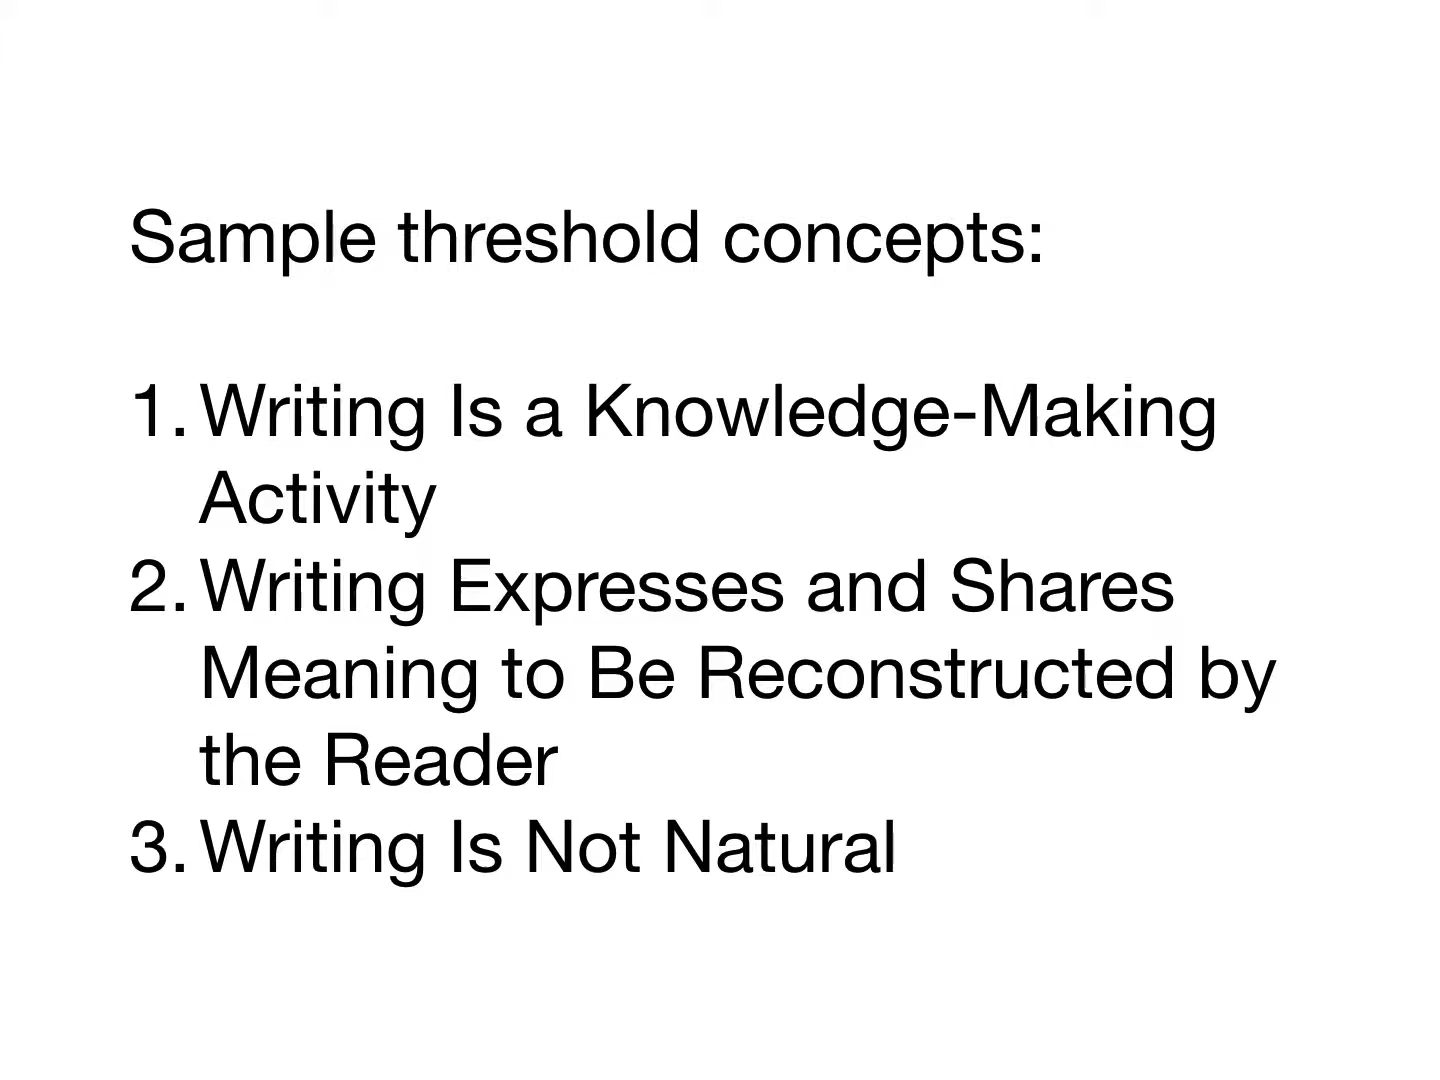 Sample threshold concepts:
1. Writing Is a Knowledge-Making
Activity
2. Writing Expresses and Shares
Meaning to Be Reconstructed by
the Reader
3. Writing Is Not Natural